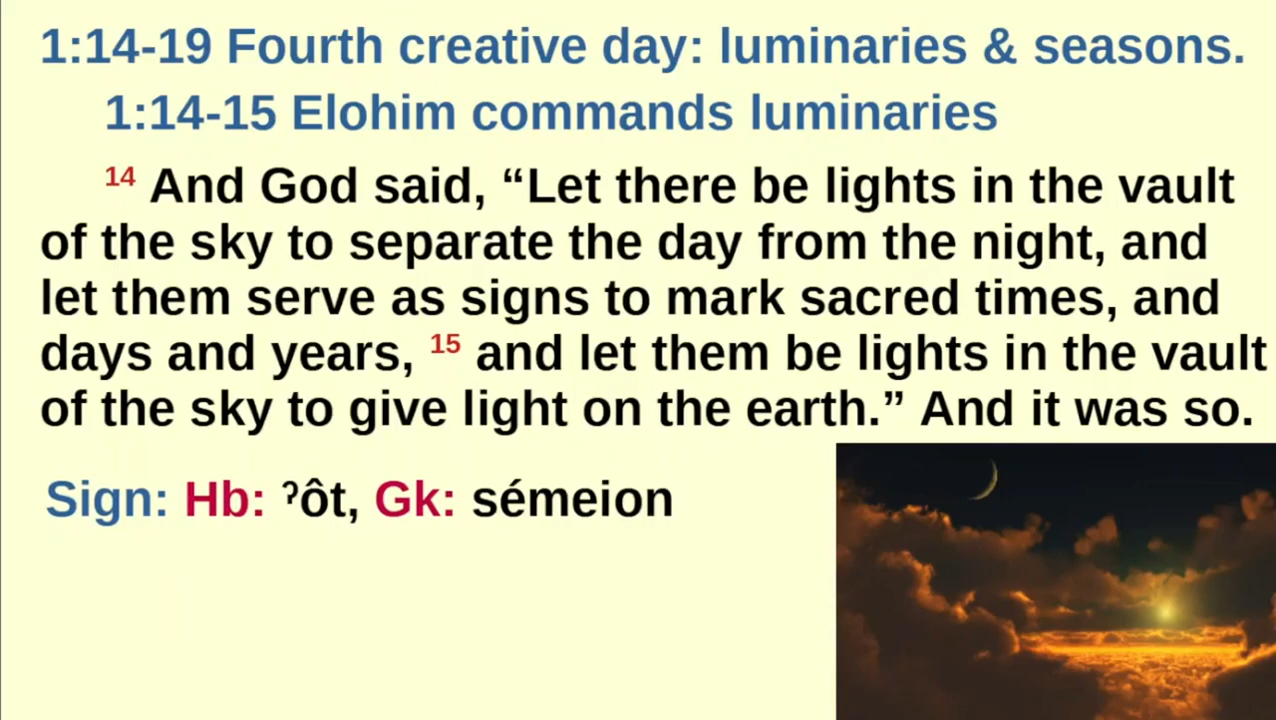 1:14-19 Fourth creative day: luminaries & seasons.
1:14-15 Elohim commands luminaries
14 And God said, “Let there be lights in the vault
of the sky to separate the day from the night, and
let them serve as signs to mark sacred times, and
days and years, 15 and let them be lights in the vault
of the sky to give light on the earth.” And it was so.
Sign: Hb: ˀôt, Gk: sémeion